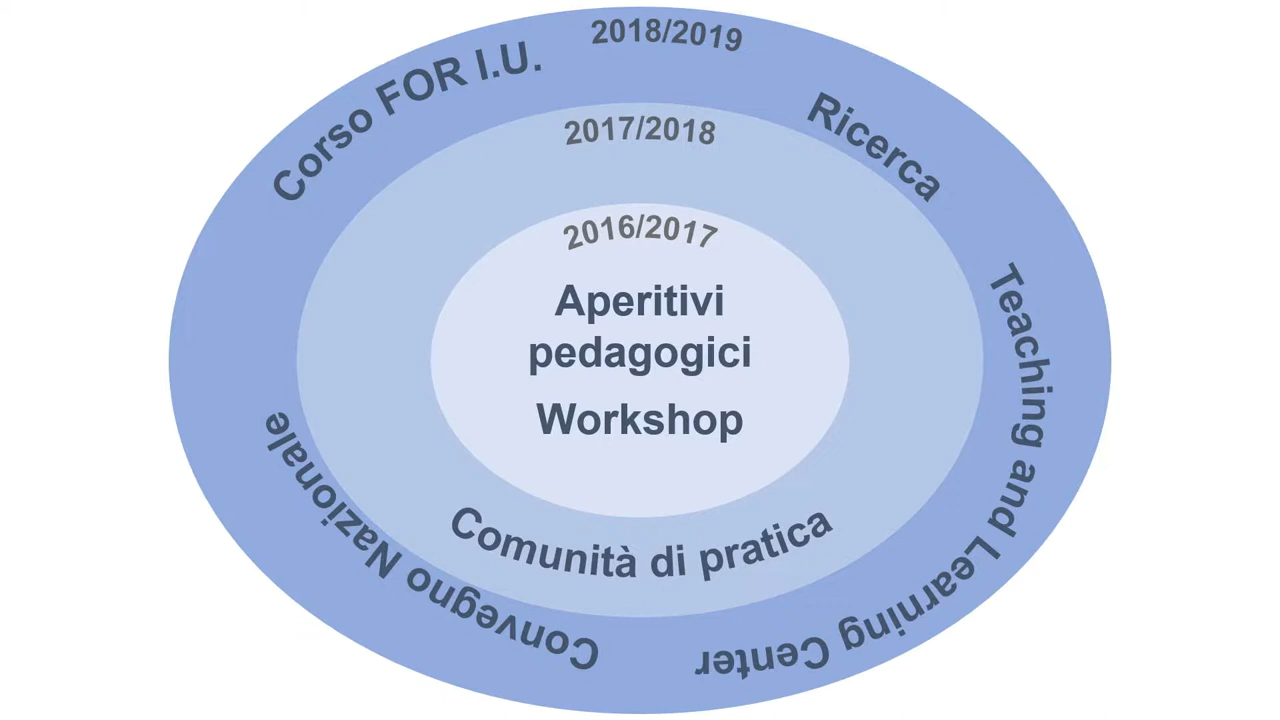 2018/2019
Corso FOR I.U.
Ricerca
Teaching and Learning Center
Convegno Nazionale
2017/2018
Comunità di pratica
2016/2017
Aperitivi
pedagogici
Workshop